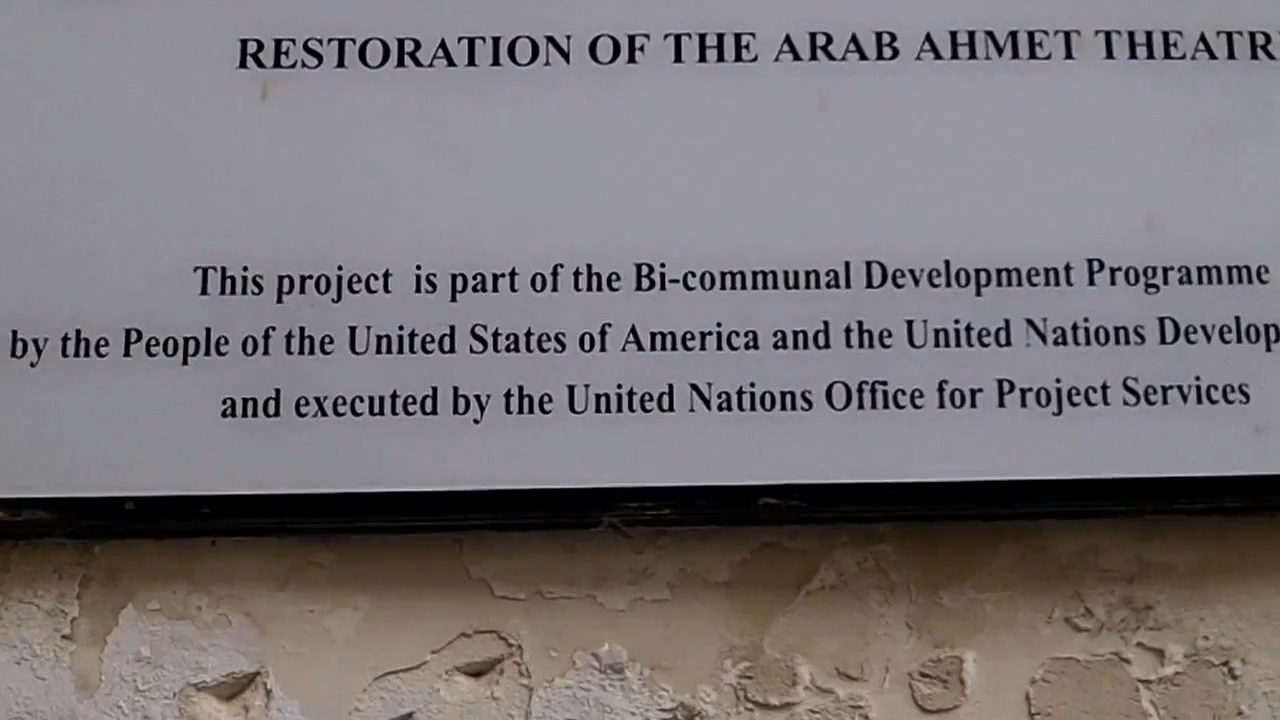 RESTORATION OF THE ARAB AHMET THEATR
This project is part of the Bi-communal Development Programme
by the People of the United States of America and the United Nations Develop
and executed by the United Nations Office for Project Services